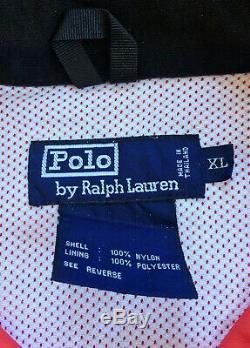 Polo
by Ralph Lauren
MADE IN
THAILAND
XL
SHELL : 100% NYLON
LINING : 100% POLYESTER
SEE REVERSE